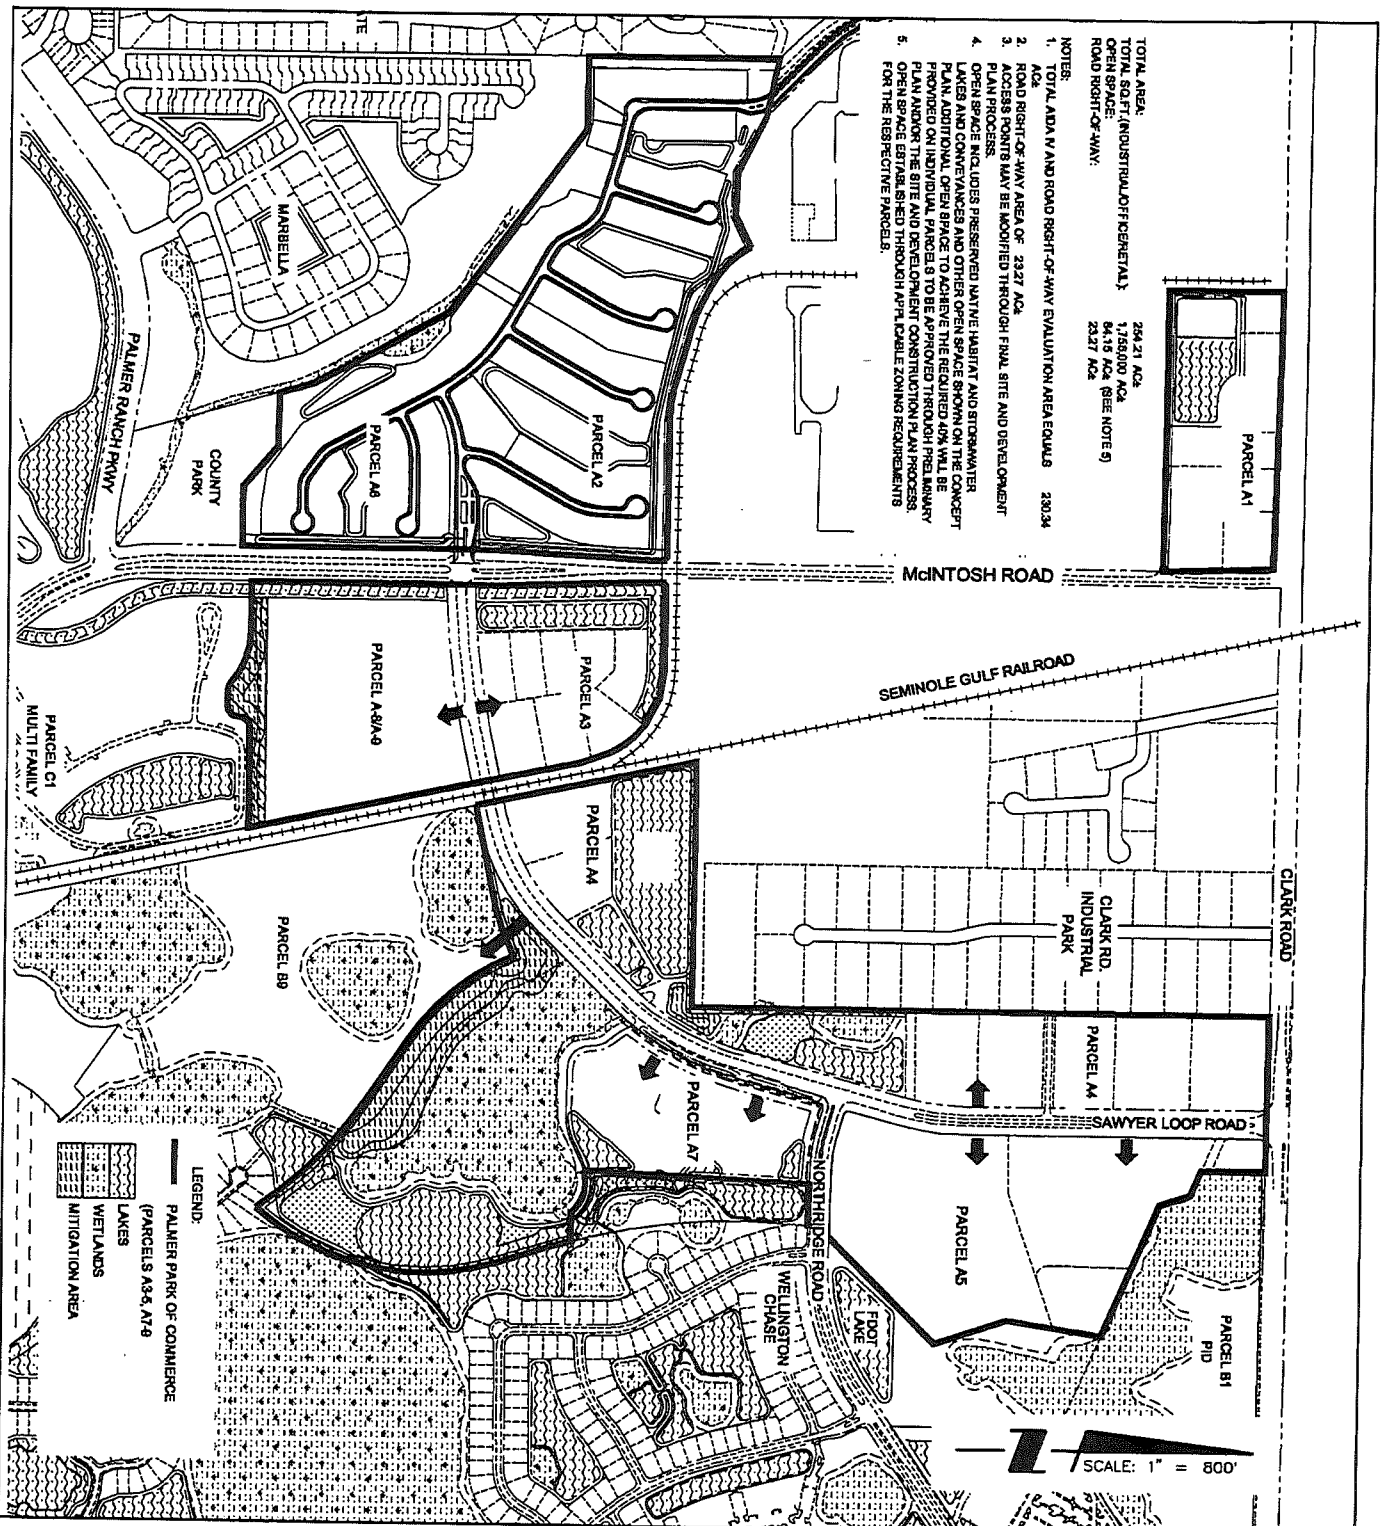 TOTAL AREA: 254.21 AC±
TOTAL SQ.FT.(INDUSTRIAL/OFFICE/RETAIL): 1,758,000 AC±
OPEN SPACE: 84.15 AC± (SEE NOTE 5)
ROAD RIGHT-OF-WAY: 23.27 AC±
NOTES:
1. TOTAL AIDA IV AND ROAD RIGHT-OF-WAY EVALUATION AREA EQUALS 230.34
AC±
2. ROAD RIGHT-OF-WAY AREA OF 23.27 AC±
3. ACCESS POINTS MAY BE MODIFIED THROUGH FINAL SITE AND DEVELOPMENT
PLAN PROCESS.
4. OPEN SPACE INCLUDES PRESERVED NATIVE HABITAT AND STORMWATER
LAKES AND CONVEYANCES AND OTHER OPEN SPACE SHOWN ON THE CONCEPT
PLAN. ADDITIONAL OPEN SPACE TO ACHIEVE THE REQUIRED 40% WILL BE
PROVIDED ON INDIVIDUAL PARCELS TO BE APPROVED THROUGH PRELIMINARY
PLAN AND/OR THE SITE AND DEVELOPMENT CONSTRUCTION PLAN PROCESS.
5. OPEN SPACE ESTABLISHED THROUGH APPLICABLE ZONING REQUIREMENTS
FOR THE RESPECTIVE PARCELS.
PARCEL A1
McINTOSH ROAD
SEMINOLE GULF RAILROAD
CLARK ROAD
CLARK RD.
INDUSTRIAL
PARK
PARCEL A4
SAWYER LOOP ROAD
PARCEL A5
PARCEL B1
PID
SCALE: 1" = 800'
MARBELLA
PALMER RANCH PKWY
COUNTY
PARK
PARCEL A2
PARCEL A6
PARCEL A3
PARCEL A-8/A-9
PARCEL C1
MULTI FAMILY
PARCEL A4
PARCEL B9
PARCEL A7
NORTHRIDGE ROAD
WELLINGTON
CHASE
FOOT
LAKE
LEGEND:
PALMER PARK OF COMMERCE
(PARCELS A3-5, A7-9
LAKES
WETLANDS
MITIGATION AREA